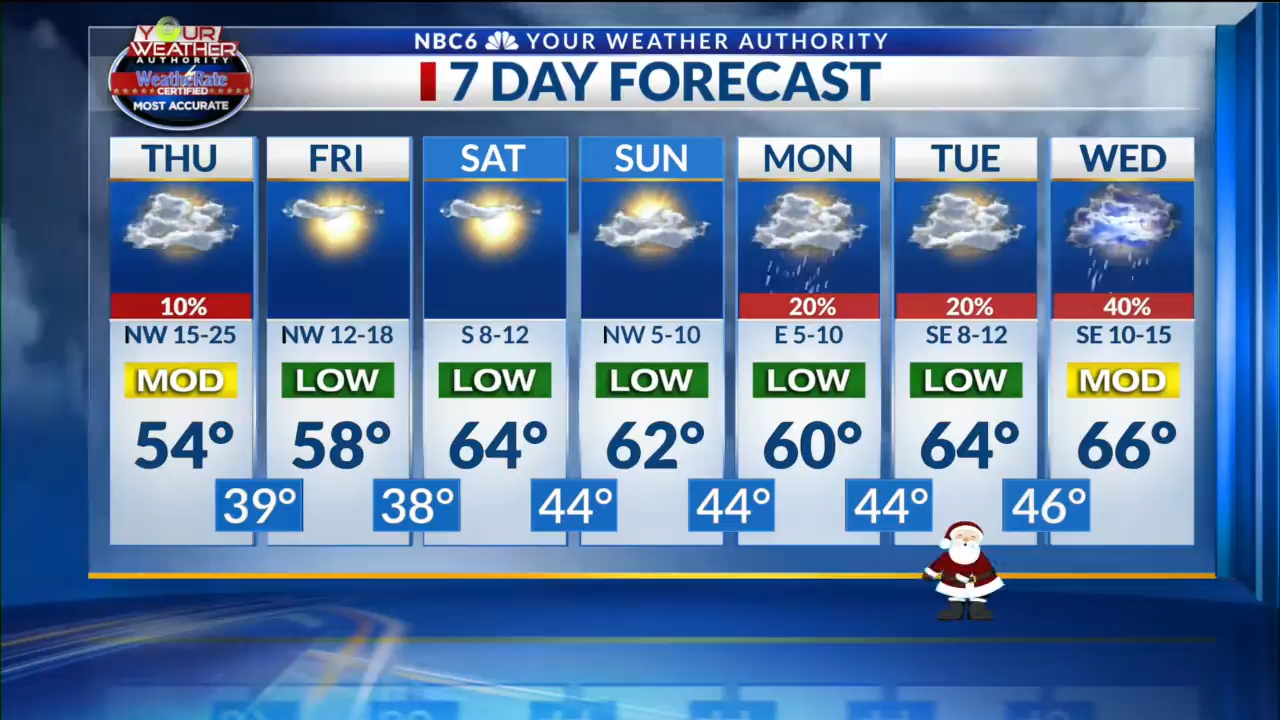 YOUR
WEATHER
AUTHORITY
WeatheRate
CERTIFIED
MOST ACCURATE
NBC6 YOUR WEATHER AUTHORITY
7 DAY FORECAST
THU FRI SAT SUN MON TUE WED
10% 20% 20% 40%
NW 15-25 NW 12-18 S 8-12 NW 5-10 E 5-10 SE 8-12 SE 10-15
MOD LOW LOW LOW LOW LOW MOD
54° 58° 64° 62° 60° 64° 66°
39° 38° 44° 44° 44° 46°